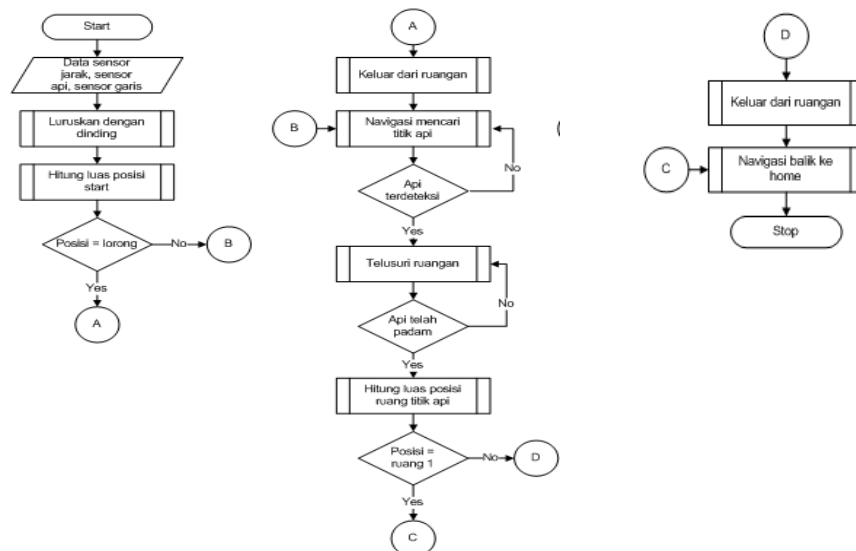 Start
Data sensor
jarak, sensor
api, sensor garis
Luruskan dengan
dinding
Hitung luas posisi
start
Posisi = lorong
No
B
Yes
A
A
Keluar dari ruangan
B
Navigasi mencari
titik api
No
Api
terdeteksi
Yes
Telusuri ruangan
No
Api telah
padam
Yes
Hitung luas posisi
ruang titik api
Posisi =
ruang 1
No
D
Yes
C
D
Keluar dari ruangan
C
Navigasi balik ke
home
Stop